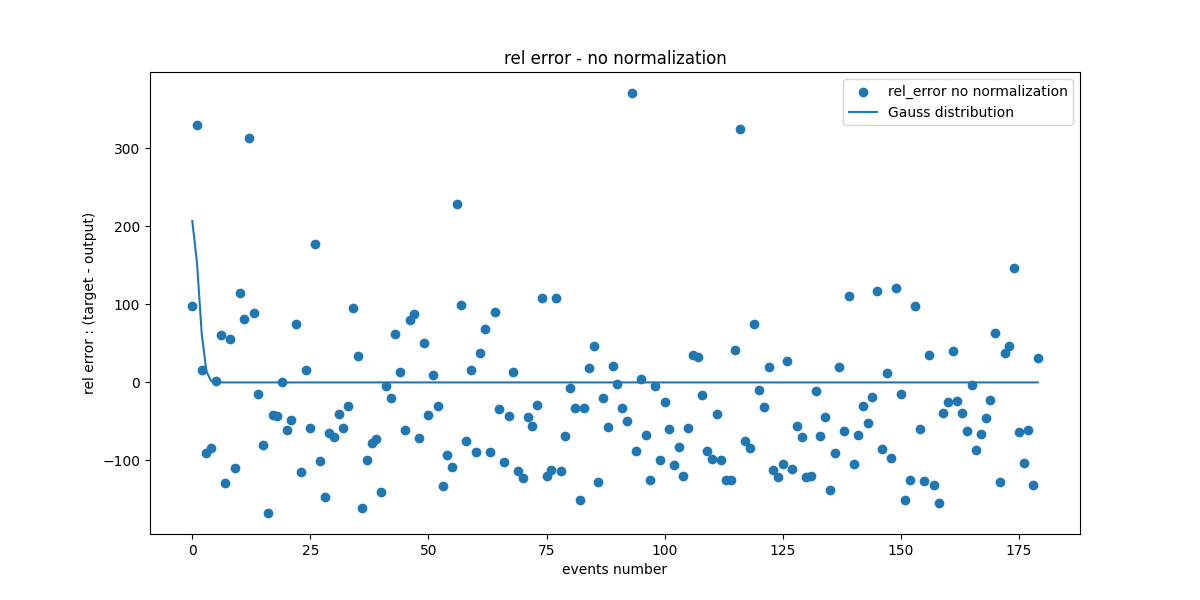 rel error - no normalization
rel_error no normalization
Gauss distribution
rel error : (target - output)
300
200
100
0
−100
0 25 50 75 100 125 150 175
events number